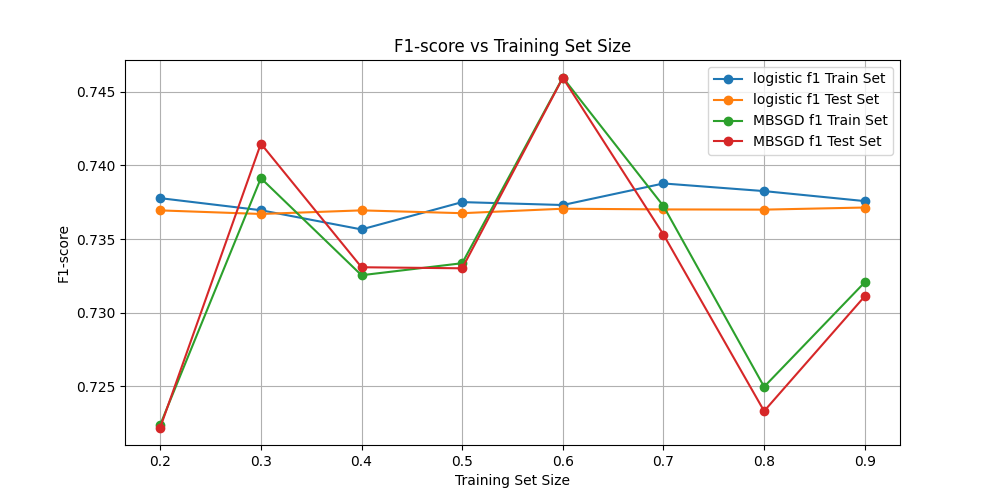 F1-score vs Training Set Size
logistic f1 Train Set
logistic f1 Test Set
MBSGD f1 Train Set
MBSGD f1 Test Set
0.745
0.740
0.735
0.730
0.725
F1-score
0.2 0.3 0.4 0.5 0.6 0.7 0.8 0.9
Training Set Size